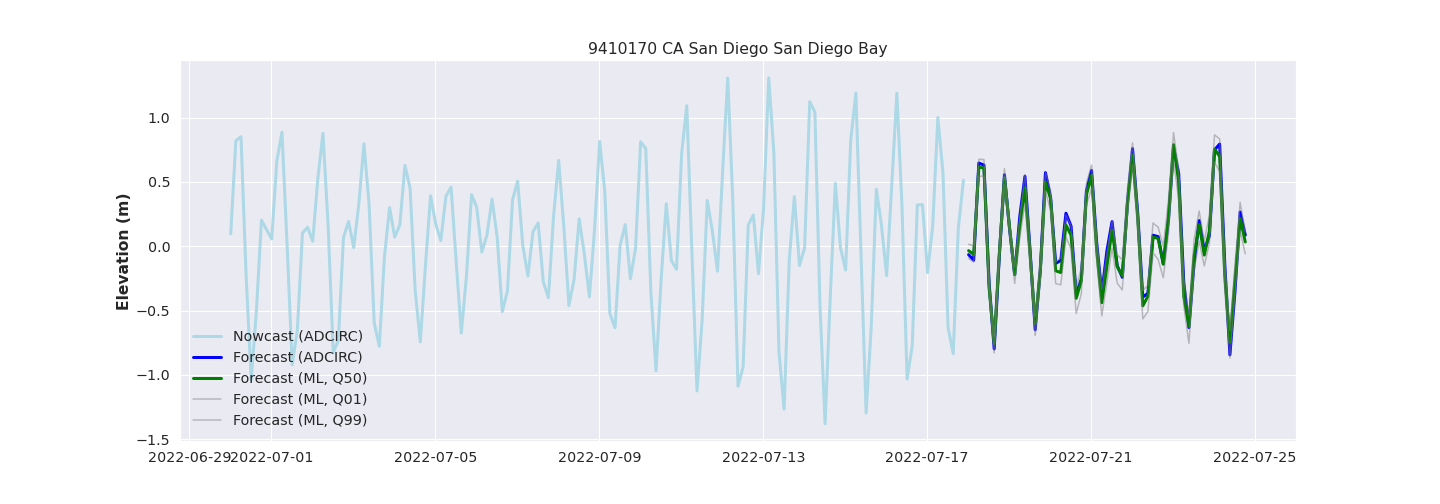 9410170 CA San Diego San Diego Bay
Elevation (m)
1.0
0.5
0.0
−0.5
−1.0
−1.5
Nowcast (ADCIRC)
Forecast (ADCIRC)
Forecast (ML, Q50)
Forecast (ML, Q01)
Forecast (ML, Q99)
2022-06-29 2022-07-01 2022-07-05 2022-07-09 2022-07-13 2022-07-17 2022-07-21 2022-07-25